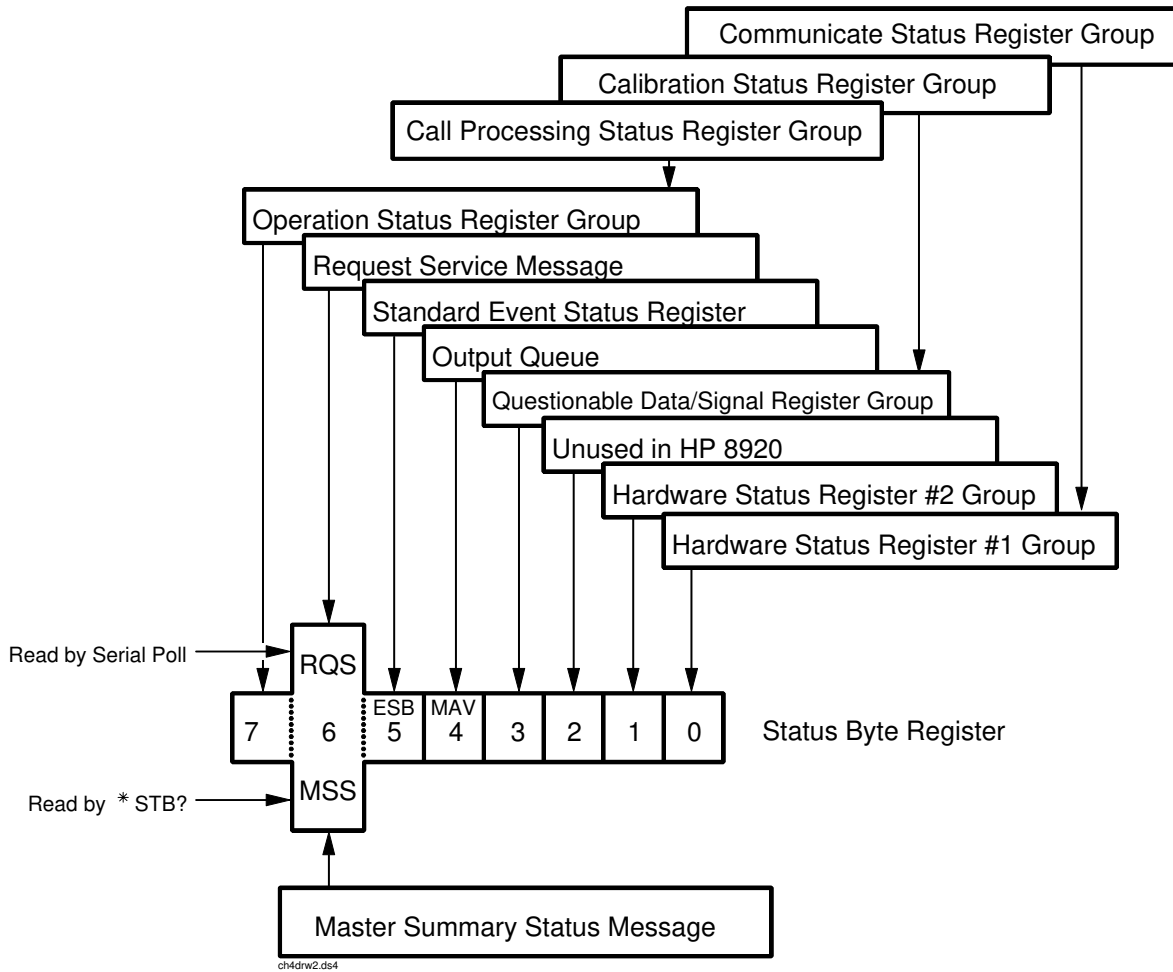 Communicate Status Register Group
Calibration Status Register Group
Call Processing Status Register Group
Operation Status Register Group
Request Service Message
Standard Event Status Register
Output Queue
Questionable Data/Signal Register Group
Unused in HP 8920
Hardware Status Register #2 Group
Hardware Status Register #1 Group
Read by Serial Poll
RQS
ESB MAV
7 6 5 4 3 2 1 0 Status Byte Register
MSS
Read by * STB?
Master Summary Status Message
ch4drw2.ds4